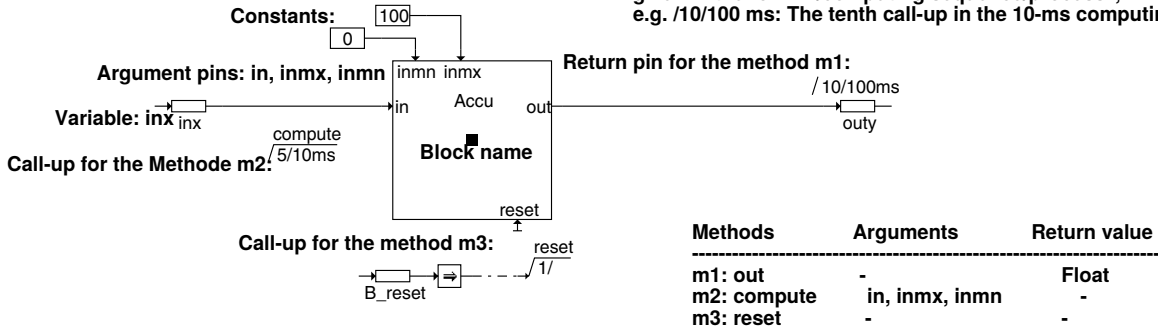 e.g. /10/100 ms: The tenth call-up in the 10-ms computi
Constants:
100
0
Argument pins: in, inmx, inmn
inmn inmx
Return pin for the method m1:
/ 10/100ms
in
Accu
out
Variable: inx
inx
outy
compute
5/10ms
Call-up for the Methode m2:
Block name
reset
Call-up for the method m3:
reset
1/
B_reset
Methods Arguments Return value
m1: out - Float
m2: compute in, inmx, inmn -
m3: reset - -